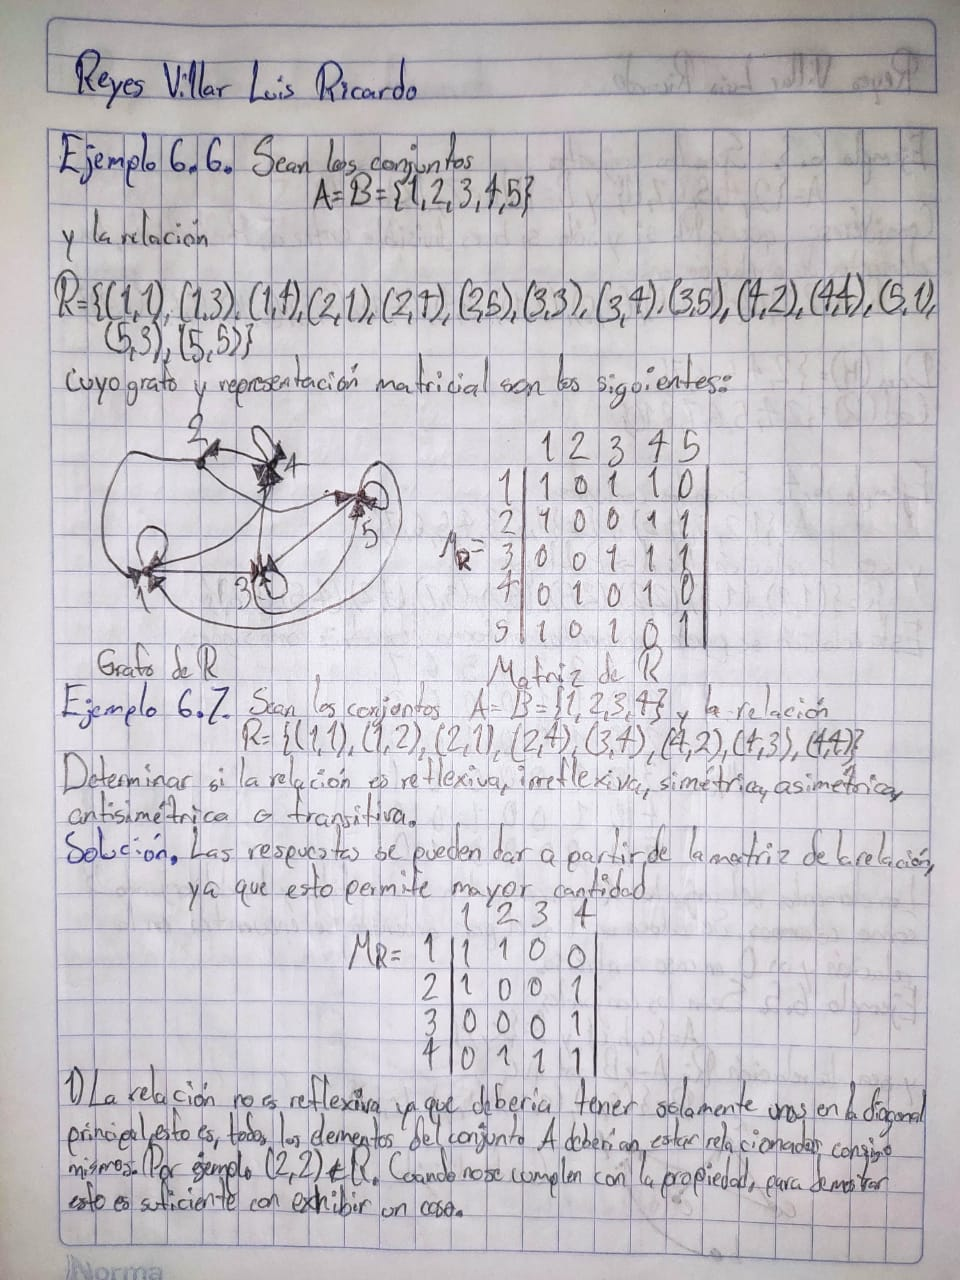 Reyes Villar Luis Ricardo
Ejemplo 6.6. Sean los conjuntos
A=B={1,2,3,4,5}
y la relación
R={(1,1), (1,3), (1,4), (2,1), (2,4), (2,5), (3,3), (3,4), (3,5), (4,2), (4,4), (5,1),
(5,3), (5,5)}
cuyo grafo y representación matricial son los siguientes:
2
4
5
1
3
1 2 3 4 5
1 1 0 1 1 0
2 1 0 0 1 1
MR= 3 0 0 1 1 1
4 0 1 0 1 0
5 1 0 1 0 1
Grafo de R
Matriz de R
Ejemplo 6.7. Sean los conjuntos A=B={1,2,3,4} y la relación
R={(1,1), (1,2), (2,1), (2,4), (3,4), (4,2), (4,3), (4,4)}
Determinar si la relación es reflexiva, irreflexiva, simétrica, asimétrica,
antisimétrica o transitiva.
Solución. Las respuestas se pueden dar a partir de la matriz de la relación,
ya que esto permite mayor cantidad
1 2 3 4
MR= 1 1 1 0 0
2 1 0 0 1
3 0 0 0 1
4 0 1 1 1
1) La relación no es reflexiva ya que deberia tener solamente unos en la diagonal
principal, esto es, todos los elementos del conjunto A deberian estar relacionados consigo
mismos. Por ejemplo (2,2) ∉ R. Cuando no se cumplen con la propiedad, para demostrar
esto es suficiente con exhibir un caso.
Norma